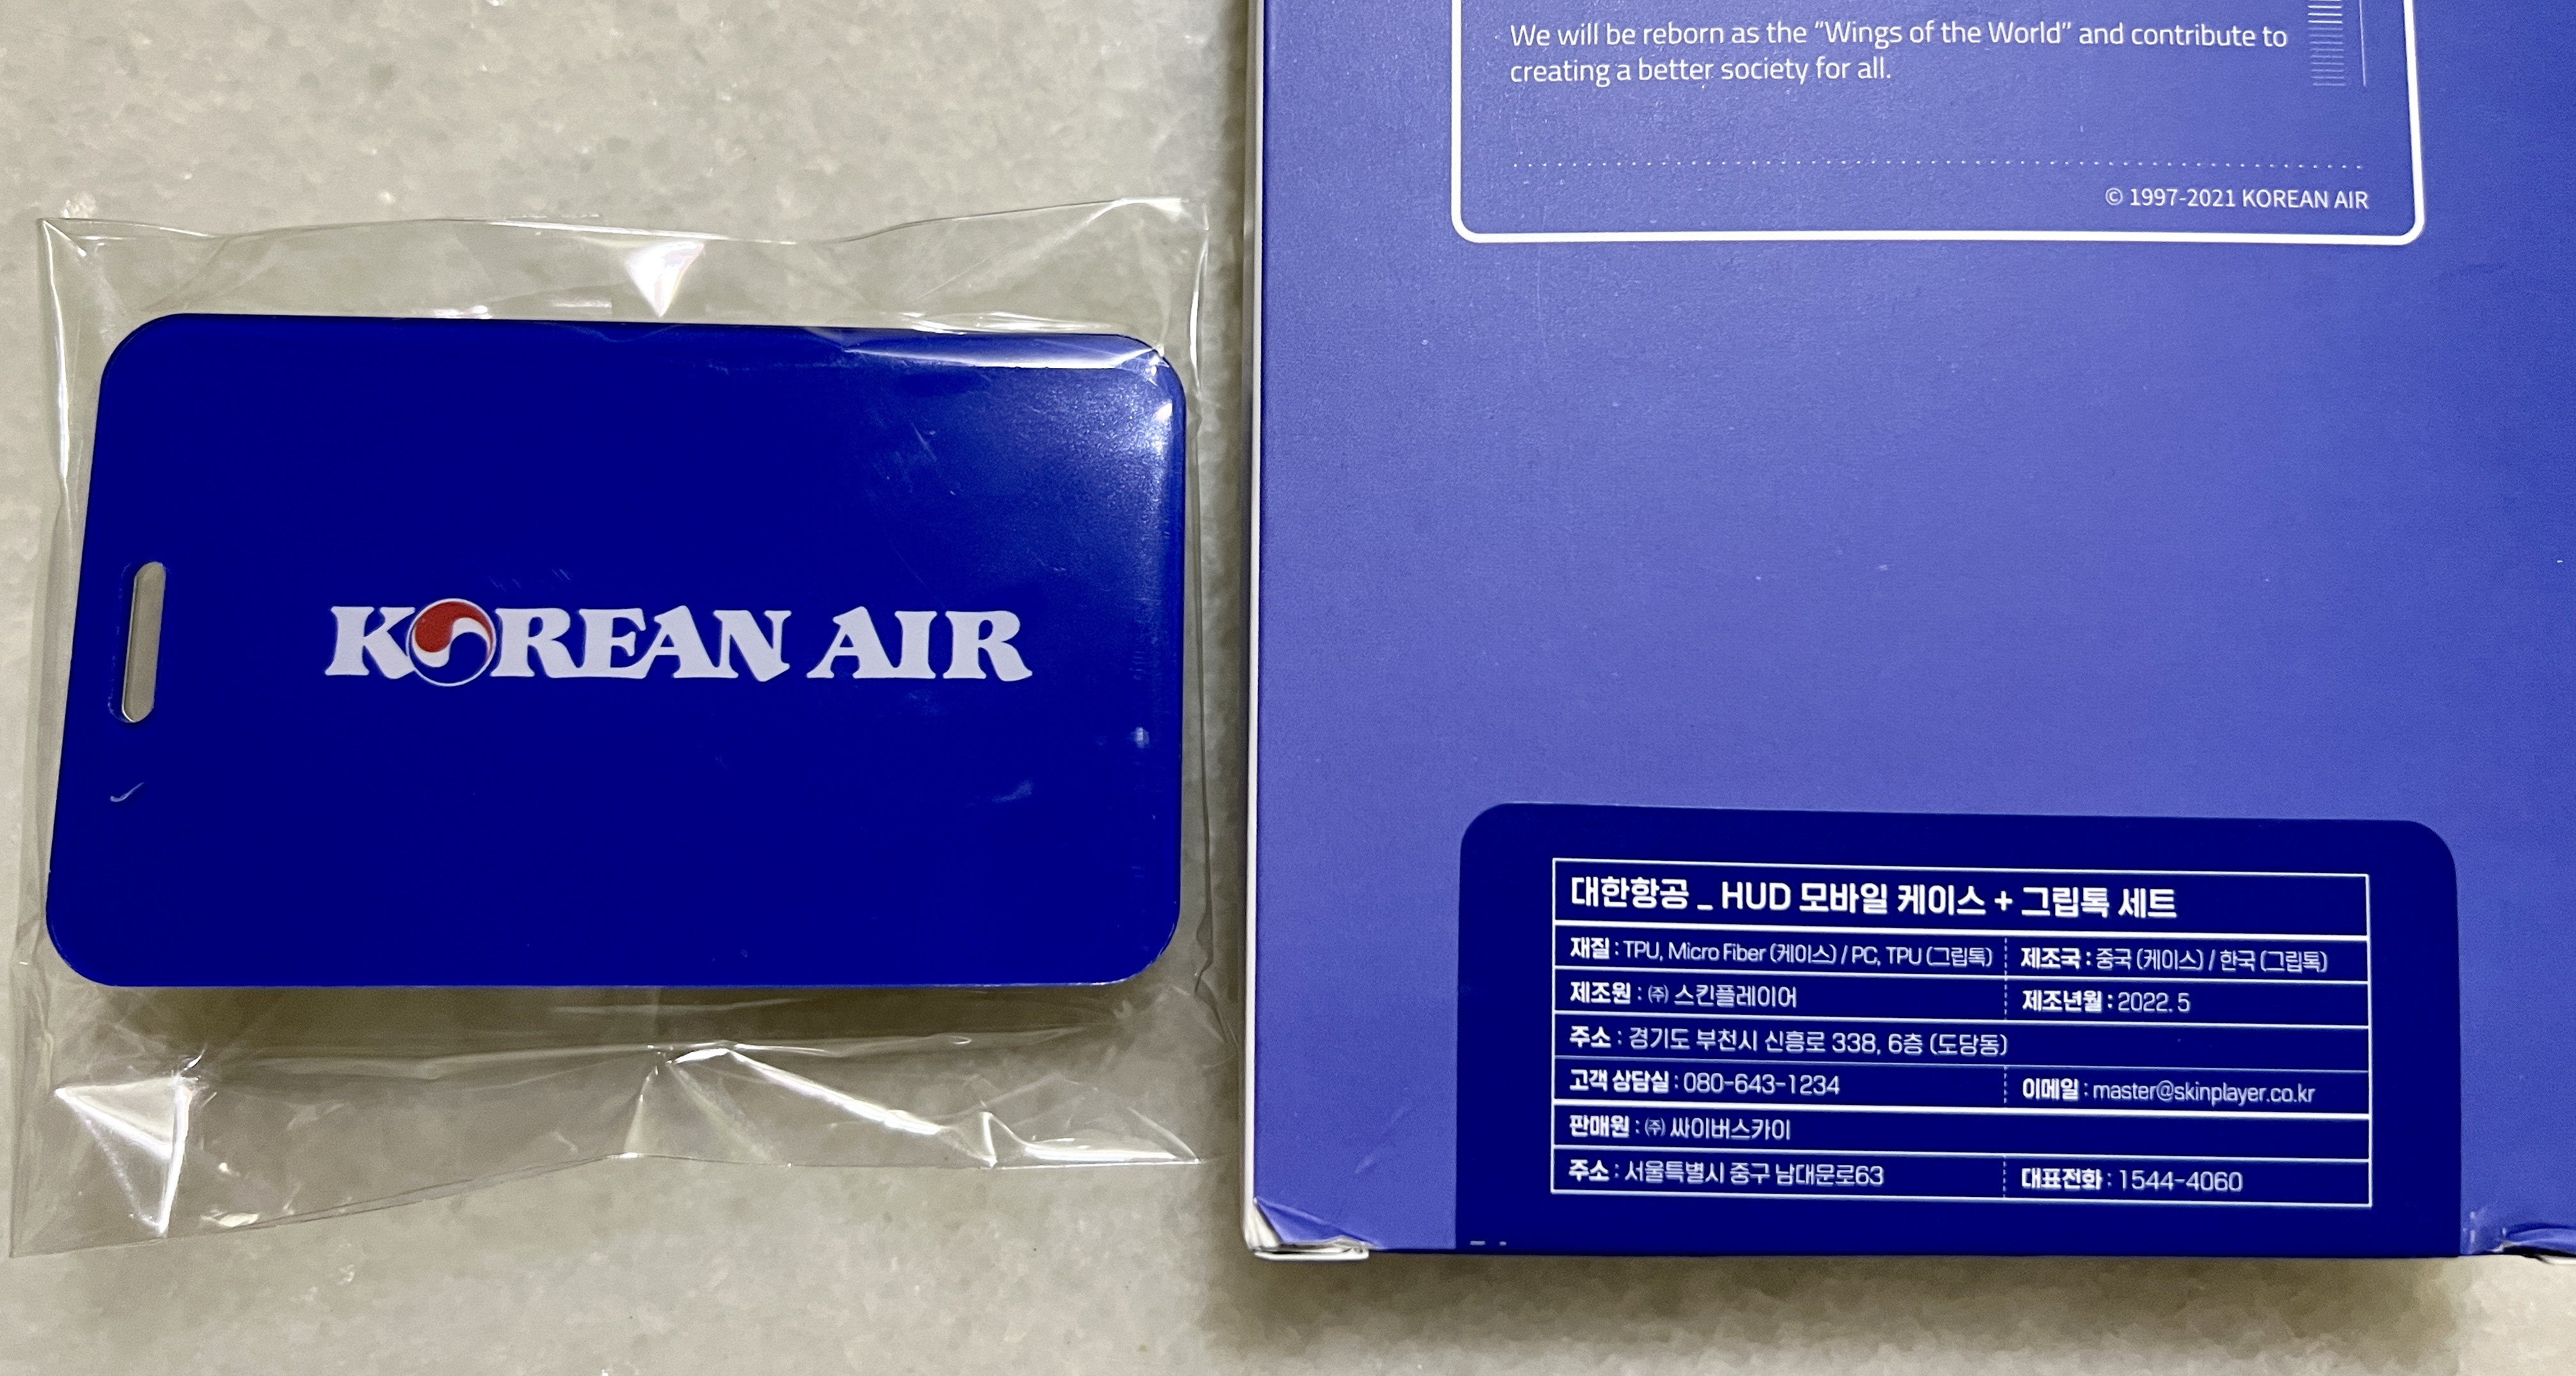 KOREAN AIR
We will be reborn as the “Wings of the World” and contribute to
creating a better society for all.
© 1997-2021 KOREAN AIR
대한항공 _ HUD 모바일 케이스 + 그립톡 세트
재질 : TPU, Micro Fiber (케이스) / PC, TPU (그립톡) 제조국 : 중국 (케이스) / 한국 (그립톡)
제조원 : ㈜ 스킨플레이어 제조년월 : 2022. 5
주소 : 경기도 부천시 신흥로 338, 6층 (도당동)
고객 상담실 : 080-643-1234 이메일 : master@skinplayer.co.kr
판매원 : ㈜ 싸이버스카이
주소 : 서울특별시 중구 남대문로63 대표전화 : 1544-4060